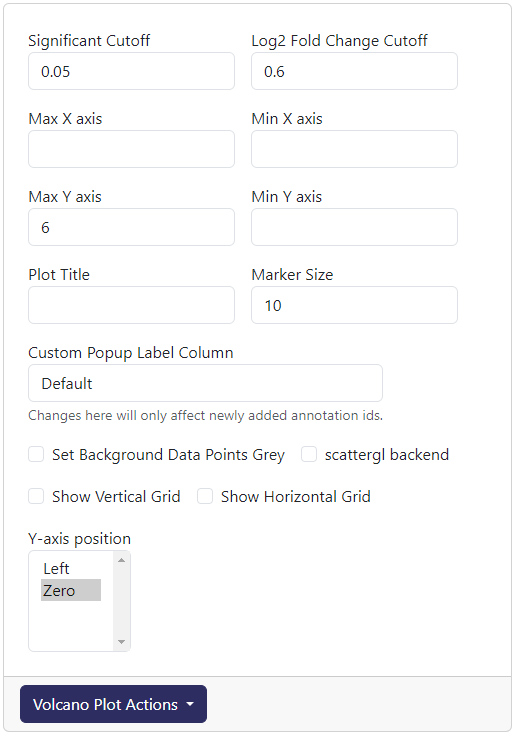 Significant Cutoff Log2 Fold Change Cutoff
0.05 0.6
Max X axis Min X axis
Max Y axis Min Y axis
6
Plot Title Marker Size
10
Custom Popup Label Column
Default
Changes here will only affect newly added annotation ids.
Set Background Data Points Grey scattergl backend
Show Vertical Grid Show Horizontal Grid
Y-axis position
Left
Zero
Volcano Plot Actions